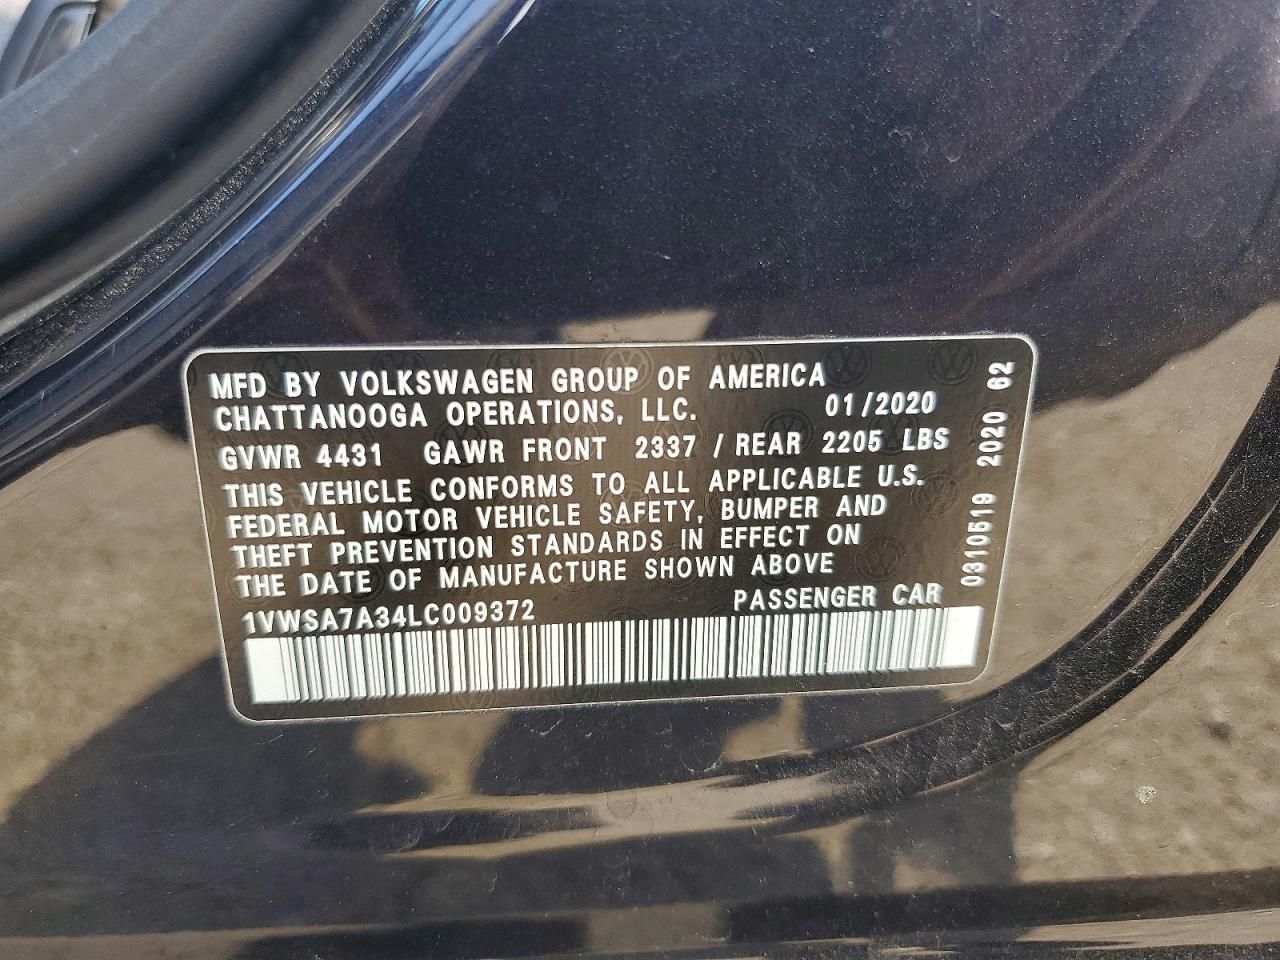 MFD BY VOLKSWAGEN GROUP OF AMERICA
CHATTANOOGA OPERATIONS, LLC. 01/2020
GVWR 4431 GAWR FRONT 2337 / REAR 2205 LBS
THIS VEHICLE CONFORMS TO ALL APPLICABLE U.S.
FEDERAL MOTOR VEHICLE SAFETY, BUMPER AND
THEFT PREVENTION STANDARDS IN EFFECT ON
THE DATE OF MANUFACTURE SHOWN ABOVE
1VWSA7A34LC009372 PASSENGER CAR
0310519 2020 62